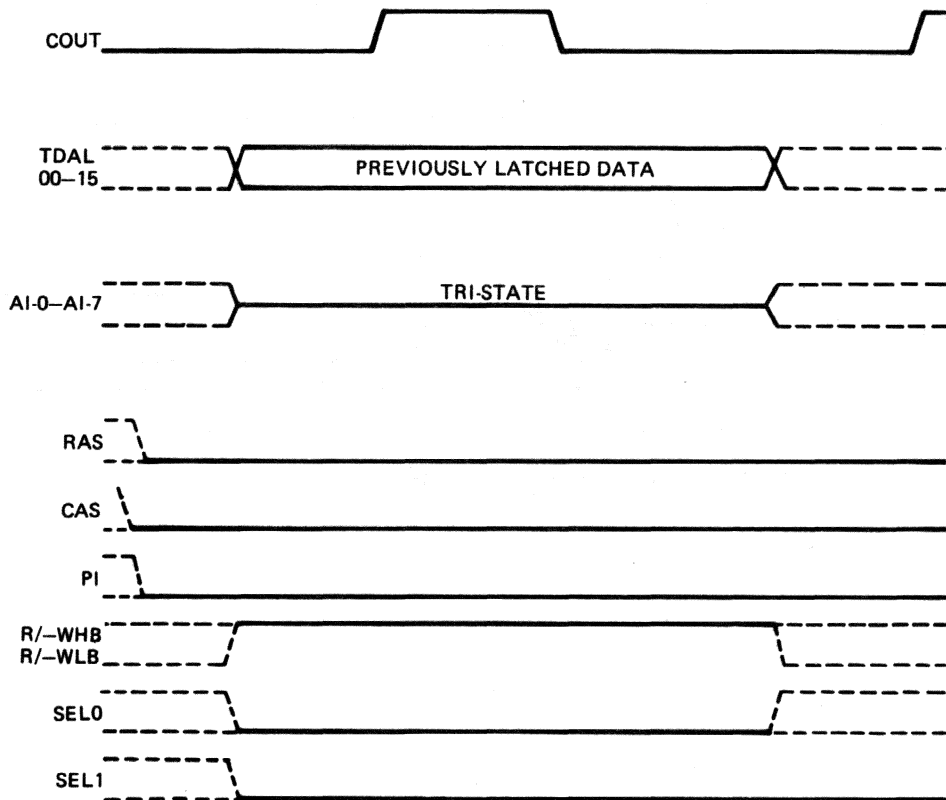 COUT
TDAL
00—15
PREVIOUSLY LATCHED DATA
AI-0—AI-7
TRI-STATE
RAS
CAS
PI
R/—WHB
R/—WLB
SEL0
SEL1